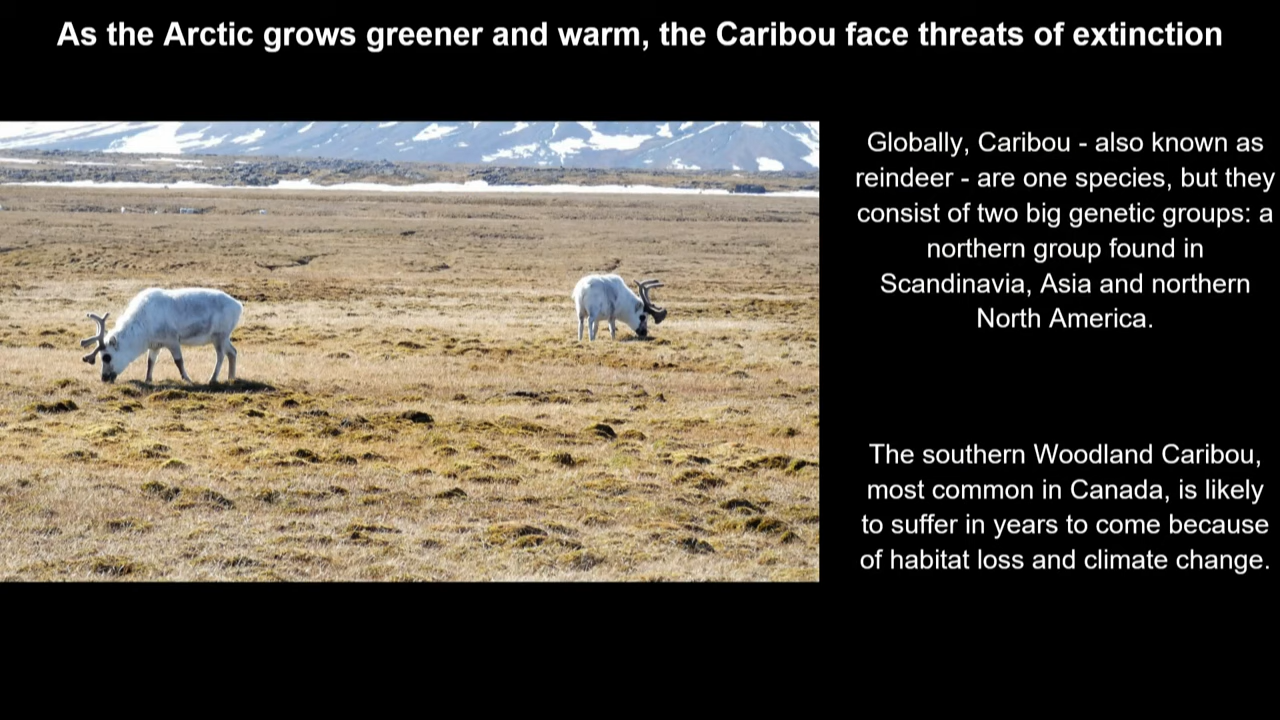 As the Arctic grows greener and warm, the Caribou face threats of extinction
Globally, Caribou - also known as
reindeer - are one species, but they
consist of two big genetic groups: a
northern group found in
Scandinavia, Asia and northern
North America.
The southern Woodland Caribou,
most common in Canada, is likely
to suffer in years to come because
of habitat loss and climate change.